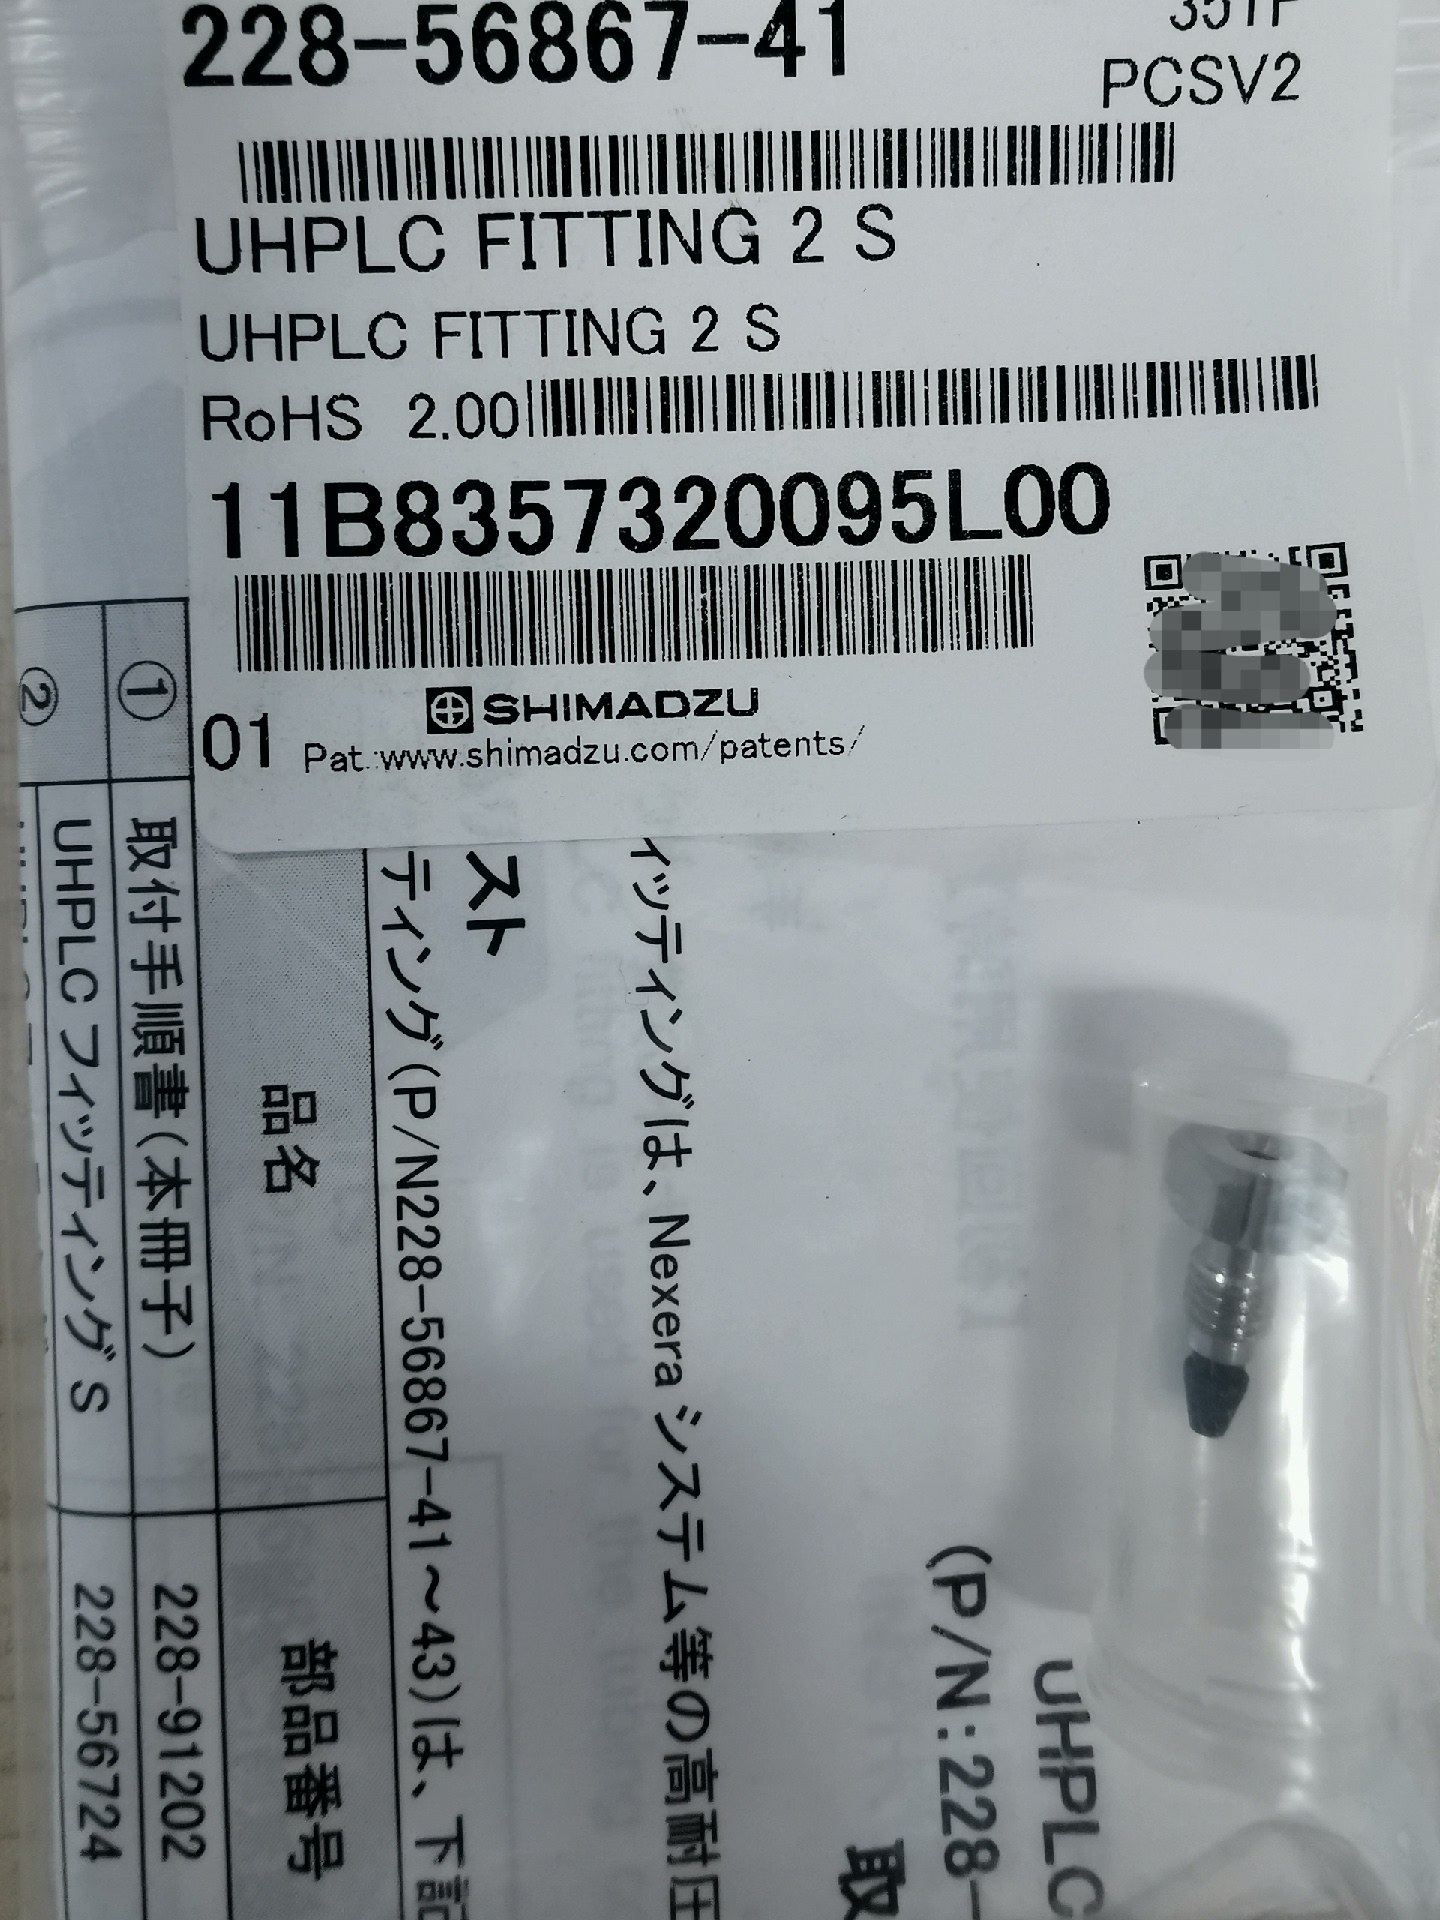 228-56867-41
PCSV2
UHPLC FITTING 2 S
UHPLC FITTING 2 S
RoHS 2.00
11B8357320095L00
01
SHIMADZU
Pat.:www.shimadzu.com/patents/
UHPLC
(P/N:228-
取
ィッティングは、Nexera システム等の高耐圧
スト
ティング(P/N228-56867-41～43)は、下記
品名 部品番号
① 取付手順書(本冊子) 228-91202
② UHPLC フィッティング S 228-56724